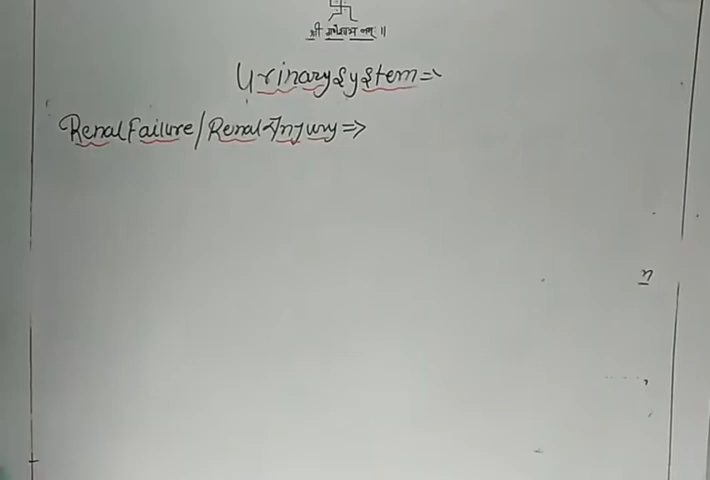 श्री गणेशाय नमः ॥
Urinary System ⇒
Renal Failure / Renal Injury ⇒
n